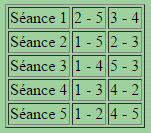 Séance 1 2 - 5 3 - 4
Séance 2 1 - 5 2 - 3
Séance 3 1 - 4 5 - 3
Séance 4 1 - 3 4 - 2
Séance 5 1 - 2 4 - 5